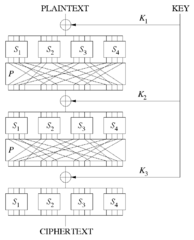 PLAINTEXT KEY
K1
S1 S2 S3 S4
P
K2
S1 S2 S3 S4
P
K3
S1 S2 S3 S4
CIPHERTEXT